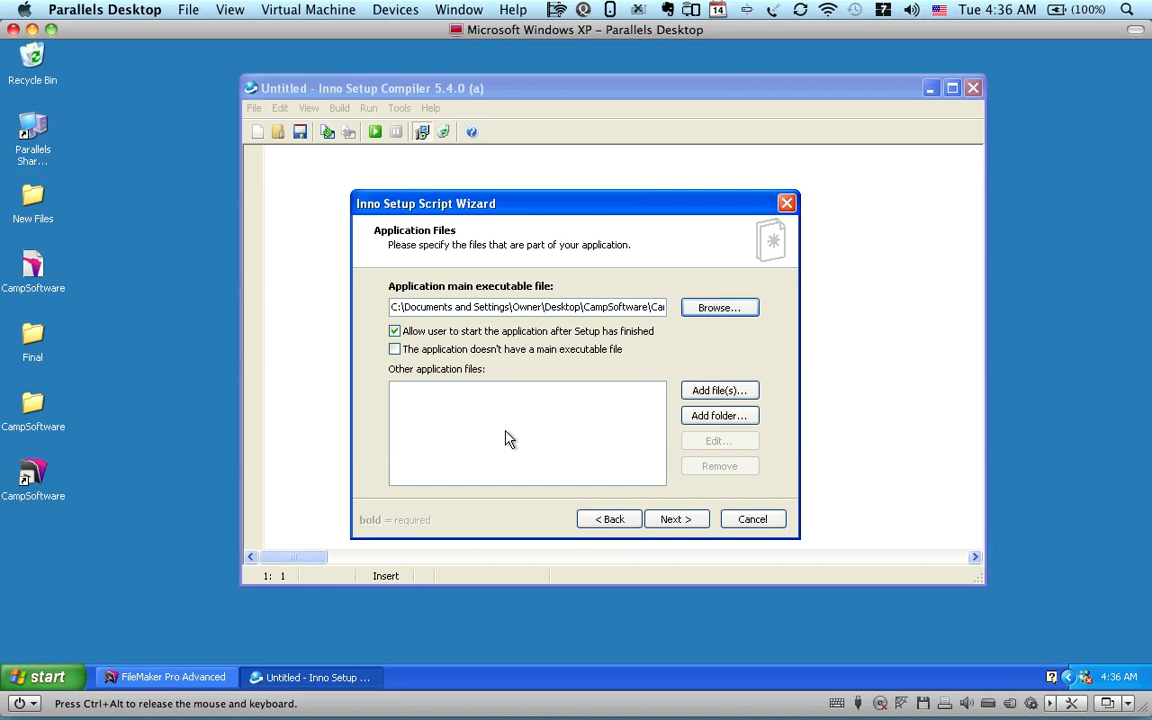 Parallels Desktop File View Virtual Machine Devices Window Help 14 Tue 4:36 AM (100%)
Microsoft Windows XP – Parallels Desktop
Recycle Bin
Parallels
Shar...
New Files
CampSoftware
Final
CampSoftware
CampSoftware
Untitled - Inno Setup Compiler 5.4.0 (a)
File Edit View Build Run Tools Help
Inno Setup Script Wizard
Application Files
Please specify the files that are part of your application.
Application main executable file:
C:\Documents and Settings\Owner\Desktop\CampSoftware\Car
Browse...
Allow user to start the application after Setup has finished
The application doesn't have a main executable file
Other application files:
Add file(s)...
Add folder...
Edit...
Remove
bold = required
< Back
Next >
Cancel
1: 1 Insert
start FileMaker Pro Advanced Untitled - Inno Setup ... 4:36 AM
Press Ctrl+Alt to release the mouse and keyboard.